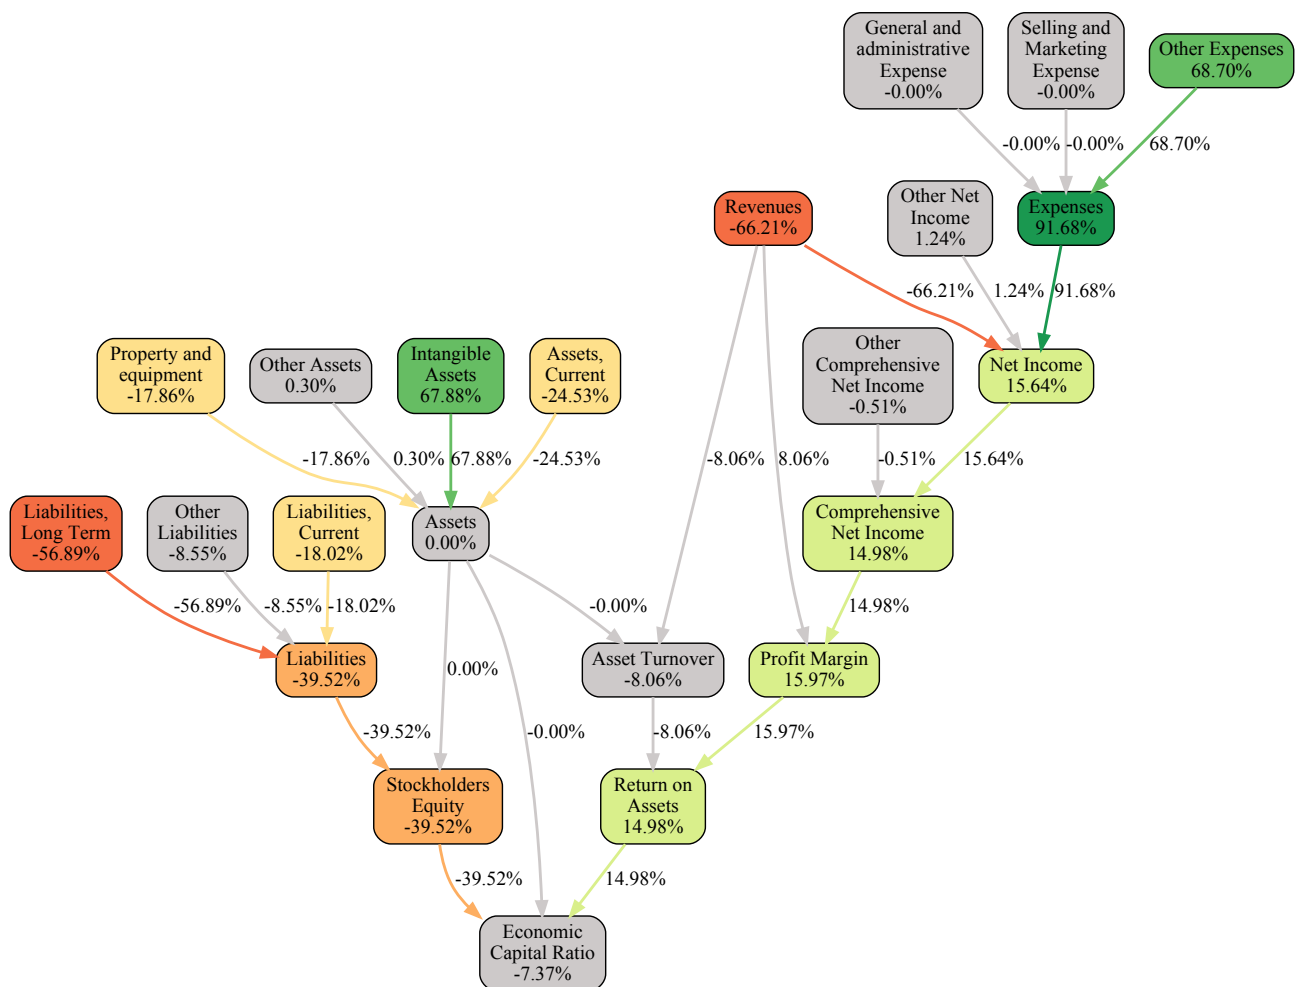 General and
administrative
Expense
-0.00%
Selling and
Marketing
Expense
-0.00%
Other Expenses
68.70%
-0.00%
-0.00%
68.70%
Revenues
-66.21%
Other Net
Income
1.24%
Expenses
91.68%
-66.21%
1.24%
91.68%
Property and
equipment
-17.86%
Other Assets
0.30%
Intangible
Assets
67.88%
Assets,
Current
-24.53%
Other
Comprehensive
Net Income
-0.51%
Net Income
15.64%
-17.86%
0.30%
67.88%
-24.53%
-8.06%
8.06%
-0.51%
15.64%
Liabilities,
Long Term
-56.89%
Other
Liabilities
-8.55%
Liabilities,
Current
-18.02%
Assets
0.00%
Comprehensive
Net Income
14.98%
-56.89%
-8.55%
-18.02%
-0.00%
14.98%
Liabilities
-39.52%
0.00%
Asset Turnover
-8.06%
Profit Margin
15.97%
-39.52%
-0.00%
-8.06%
15.97%
Stockholders
Equity
-39.52%
Return on
Assets
14.98%
-39.52%
14.98%
Economic
Capital Ratio
-7.37%